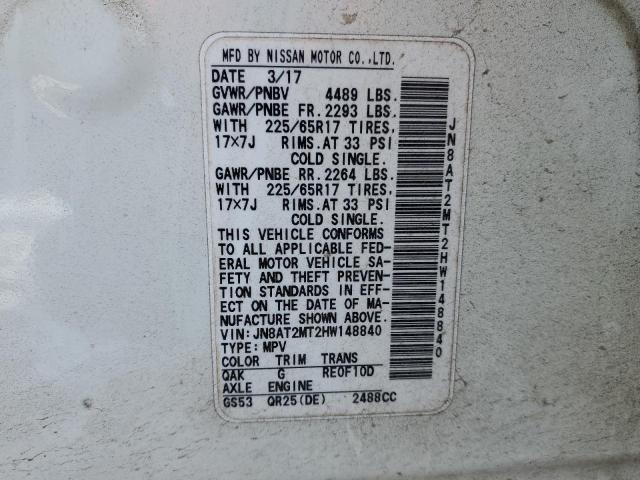 MFD BY NISSAN MOTOR CO.,LTD.
DATE 3/17
GVWR/PNBV 4489 LBS.
GAWR/PNBE FR. 2293 LBS.
WITH 225/65R17 TIRES,
17×7J RIMS.AT 33 PSI
COLD SINGLE.
GAWR/PNBE RR. 2264 LBS.
WITH 225/65R17 TIRES,
17×7J RIMS.AT 33 PSI
COLD SINGLE.
THIS VEHICLE CONFORMS
TO ALL APPLICABLE FED-
ERAL MOTOR VEHICLE SA-
FETY AND THEFT PREVEN-
TION STANDARDS IN EFF-
ECT ON THE DATE OF MA-
NUFACTURE SHOWN ABOVE.
VIN: JN8AT2MT2HW148840
TYPE: MPV
COLOR TRIM TRANS
QAK G RE0F10D
AXLE ENGINE
GS53 QR25(DE) 2488CC
JN8AT2MT2HW148840